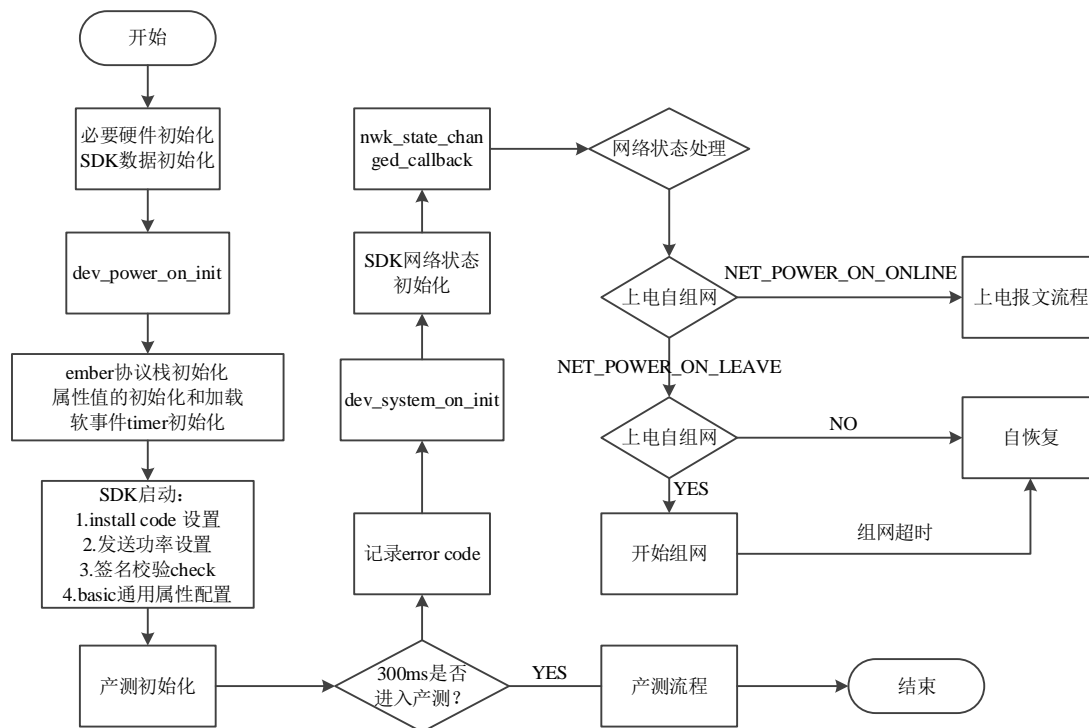 开始
必要硬件初始化
SDK数据初始化
dev_power_on_init
ember协议栈初始化
属性值的初始化和加载
软事件timer初始化
SDK启动：
1.install code 设置
2.发送功率设置
3.签名校验check
4.basic通用属性配置
产测初始化
300ms是否
进入产测？
YES
产测流程
结束
记录error code
dev_system_on_init
SDK网络状态
初始化
nwk_state_chan
ged_callback
网络状态处理
上电自组网
NET_POWER_ON_ONLINE
上电报文流程
NET_POWER_ON_LEAVE
上电自组网
NO
自恢复
YES
开始组网
组网超时